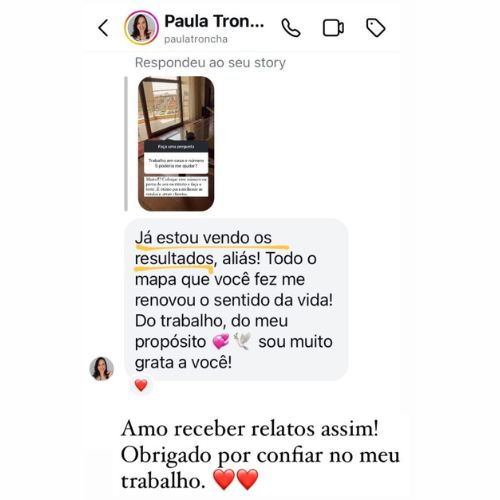 Paula Tron...
paulatroncha
Respondeu ao seu story
Faça uma pergunta
Trabalho em casa o número
5 poderia me ajudar?
Já estou vendo os
resultados, aliás! Todo o
mapa que você fez me
renovou o sentido da vida!
Do trabalho, do meu
propósito 💞🕊️ sou muito
grata a você!
❤️
Amo receber relatos assim!
Obrigado por confiar no meu
trabalho. ❤️❤️